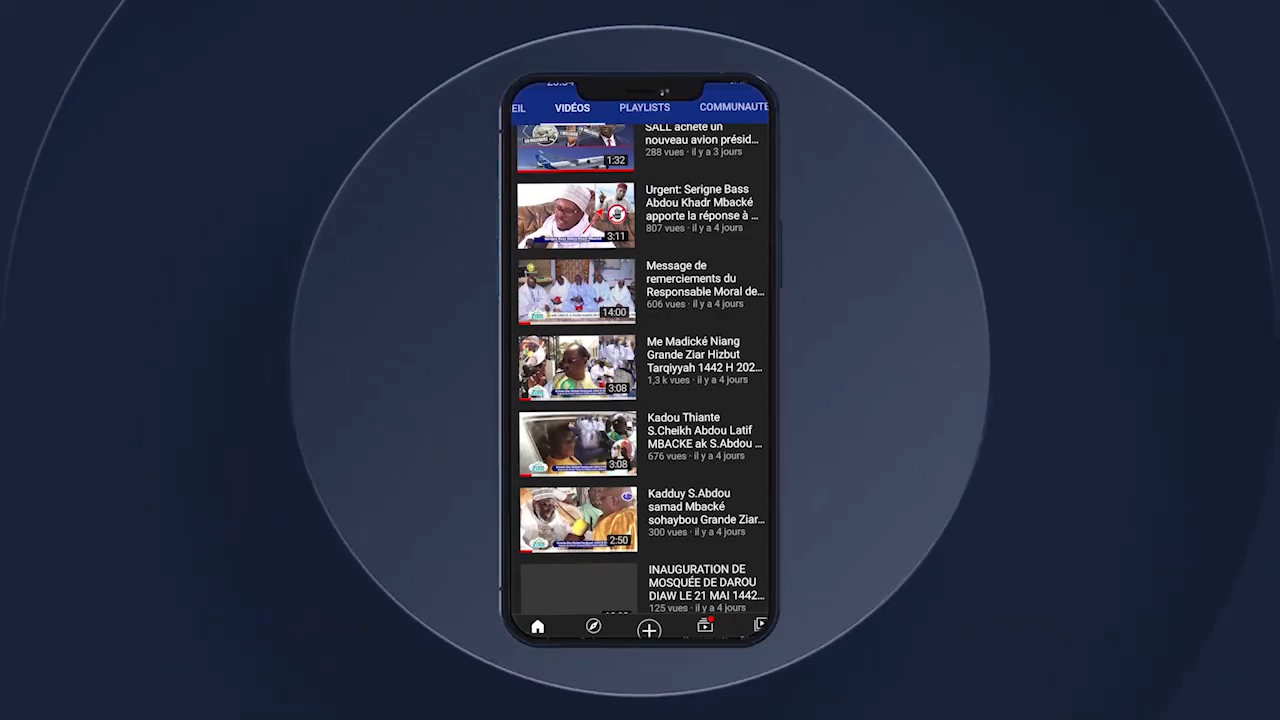 EIL VIDÉOS PLAYLISTS COMMUNAUTE
SALL achète un
nouveau avion présid...
288 vues · il y a 3 jours
1:32
Urgent: Serigne Bass
Abdou Khadr Mbacké
apporte la réponse à ...
807 vues · il y a 4 jours
3:11
Message de
remerciements du
Responsable Moral de...
606 vues · il y a 4 jours
14:00
Me Madické Niang
Grande Ziar Hizbut
Tarqiyyah 1442 H 202...
1,3 k vues · il y a 4 jours
3:08
Kadou Thiante
S.Cheikh Abdou Latif
MBACKE ak S.Abdou ...
676 vues · il y a 4 jours
3:08
Kadduy S.Abdou
samad Mbacké
sohaybou Grande Ziar...
300 vues · il y a 4 jours
2:50
INAUGURATION DE
MOSQUÉE DE DAROU
DIAW LE 21 MAI 1442...
125 vues · il y a 4 jours